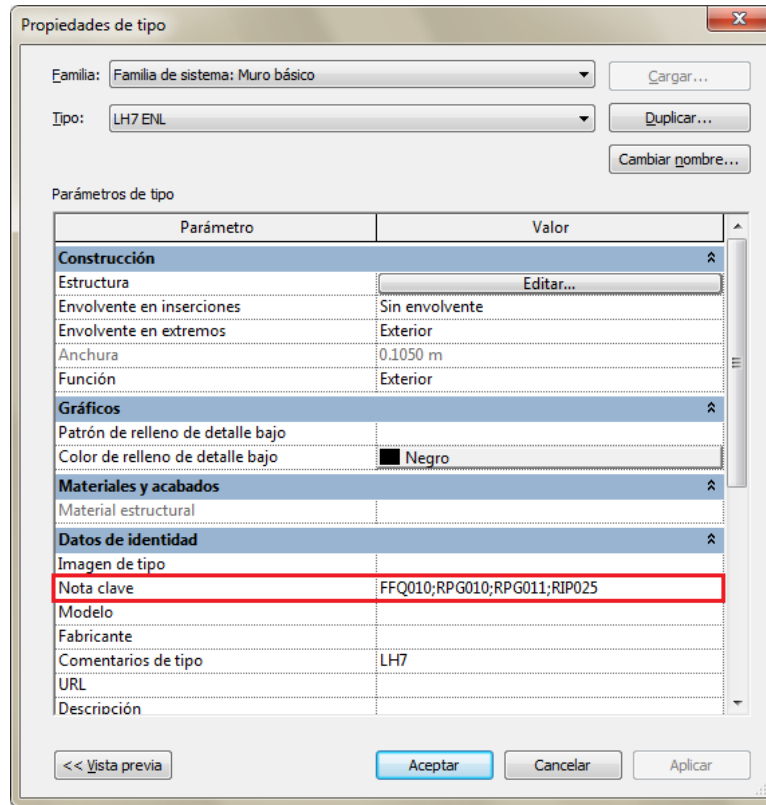 Propiedades de tipo
Familia: Familia de sistema: Muro básico Cargar...
Tipo: LH7 ENL Duplicar...
Cambiar nombre...
Parámetros de tipo
Parámetro Valor
Construcción
Estructura Editar...
Envolvente en inserciones Sin envolvente
Envolvente en extremos Exterior
Anchura 0.1050 m
Función Exterior
Gráficos
Patrón de relleno de detalle bajo
Color de relleno de detalle bajo Negro
Materiales y acabados
Material estructural
Datos de identidad
Imagen de tipo
Nota clave FFQ010;RPG010;RPG011;RIP025
Modelo
Fabricante
Comentarios de tipo LH7
URL
Descripción
<< Vista previa Aceptar Cancelar Aplicar